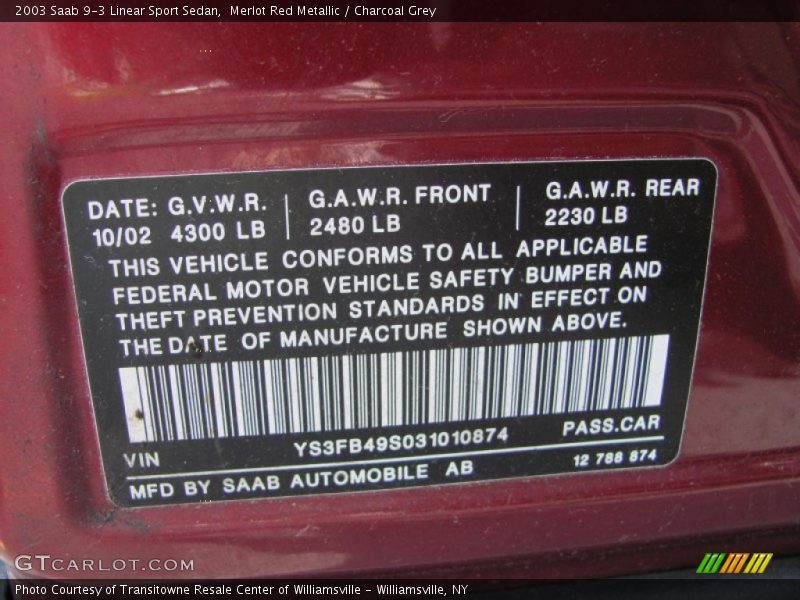 2003 Saab 9-3 Linear Sport Sedan,  Merlot Red Metallic / Charcoal Grey
DATE: G.V.W.R. G.A.W.R. FRONT G.A.W.R. REAR
10/02 4300 LB 2480 LB 2230 LB
THIS VEHICLE CONFORMS TO ALL APPLICABLE
FEDERAL MOTOR VEHICLE SAFETY BUMPER AND
THEFT PREVENTION STANDARDS IN EFFECT ON
THE DATE OF MANUFACTURE SHOWN ABOVE.
YS3FB49S031010874 PASS.CAR
VIN
12 788 874
MFD BY SAAB AUTOMOBILE AB
GTCARLOT.COM
Photo Courtesy of Transitowne Resale Center of Williamsville - Williamsville, NY